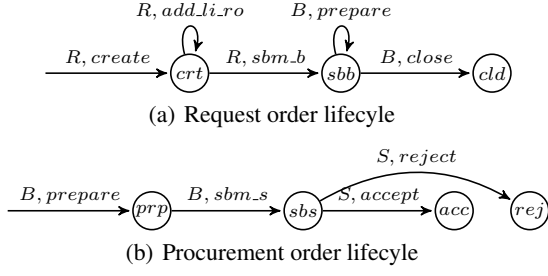 R, add_li_ro
B, prepare
R, create
crt
R, sbm_b
sbb
B, close
cld
(a) Request order lifecyle
S, reject
B, prepare
prp
B, sbm_s
sbs
S, accept
acc
rej
(b) Procurement order lifecyle